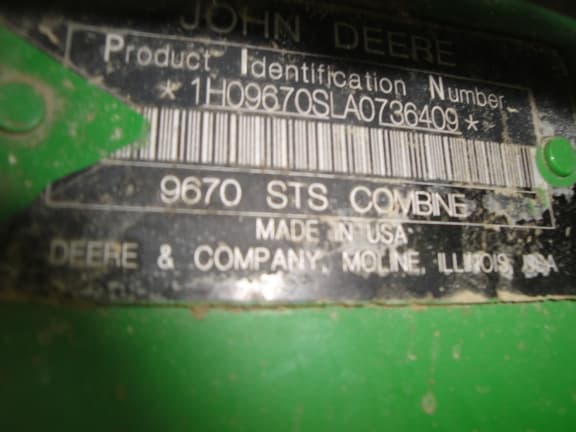 JOHN DEERE
Product Identification Number
*1H09670SLA0736409*
9670 STS COMBINE
MADE IN USA
DEERE & COMPANY, MOLINE, ILLINOIS, USA